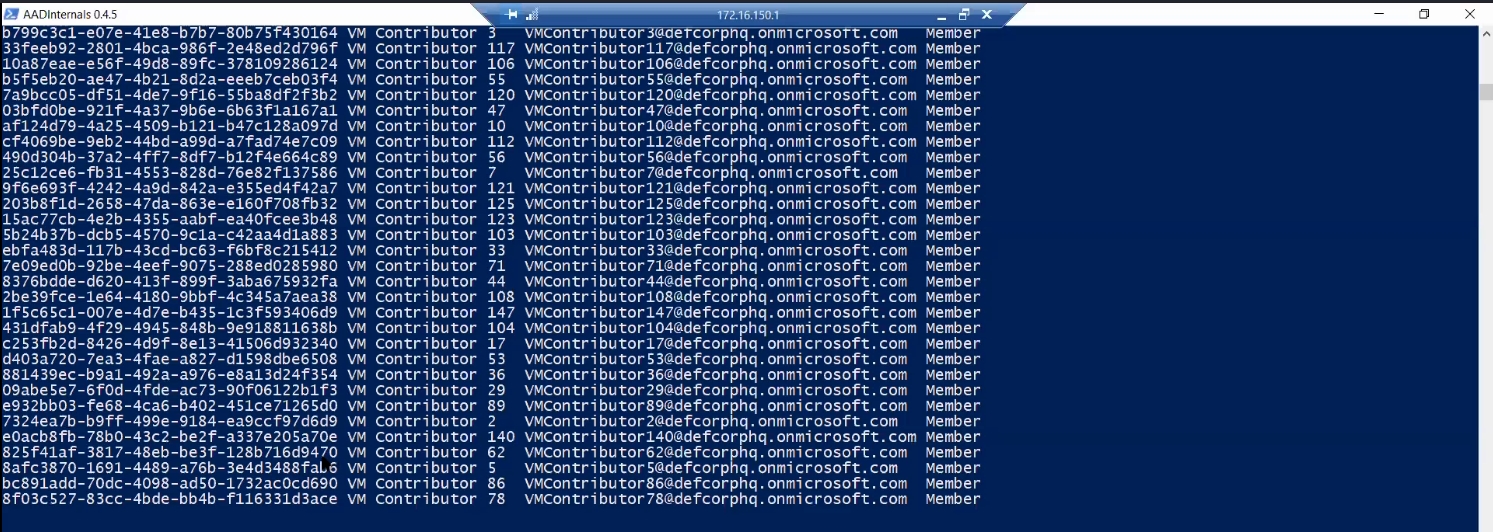 AADInternals 0.4.5
172.16.150.1
b799c3c1-e07e-41e8-b7b7-80b75f430164 VM Contributor 3 VMContributor3@defcorphq.onmicrosoft.com Member
33feeb92-2801-4bca-986f-2e48ed2d796f VM Contributor 117 VMContributor117@defcorphq.onmicrosoft.com Member
10a87eae-e56f-49d8-89fc-378109286124 VM Contributor 106 VMContributor106@defcorphq.onmicrosoft.com Member
b5f5eb20-ae47-4b21-8d2a-eeeb7ceb03f4 VM Contributor 55 VMContributor55@defcorphq.onmicrosoft.com Member
7a9bcc05-df51-4de7-9f16-55ba8df2f3b2 VM Contributor 120 VMContributor120@defcorphq.onmicrosoft.com Member
03bfd0be-921f-4a37-9b6e-6b63f1a167a1 VM Contributor 47 VMContributor47@defcorphq.onmicrosoft.com Member
af124d79-4a25-4509-b121-b47c128a097d VM Contributor 10 VMContributor10@defcorphq.onmicrosoft.com Member
cf4069be-9eb2-44bd-a99d-a7fad74e7c09 VM Contributor 112 VMContributor112@defcorphq.onmicrosoft.com Member
490d304b-37a2-4ff7-8df7-b12f4e664c89 VM Contributor 56 VMContributor56@defcorphq.onmicrosoft.com Member
25c12ce6-fb31-4553-828d-76e82f137586 VM Contributor 7 VMContributor7@defcorphq.onmicrosoft.com Member
9f6e693f-4242-4a9d-842a-e355ed4f42a7 VM Contributor 121 VMContributor121@defcorphq.onmicrosoft.com Member
203b8f1d-2658-47da-863e-e160f708fb32 VM Contributor 125 VMContributor125@defcorphq.onmicrosoft.com Member
15ac77cb-4e2b-4355-aabf-ea40fcee3b48 VM Contributor 123 VMContributor123@defcorphq.onmicrosoft.com Member
5b24b37b-dcb5-4570-9c1a-c42aa4d1a883 VM Contributor 103 VMContributor103@defcorphq.onmicrosoft.com Member
ebfa483d-117b-43cd-bc63-f6bf8c215412 VM Contributor 33 VMContributor33@defcorphq.onmicrosoft.com Member
7e09ed0b-92be-4eef-9075-288ed0285980 VM Contributor 71 VMContributor71@defcorphq.onmicrosoft.com Member
8376bdde-d620-413f-899f-3aba675932fa VM Contributor 44 VMContributor44@defcorphq.onmicrosoft.com Member
2be39fce-1e64-4180-9bbf-4c345a7aea38 VM Contributor 108 VMContributor108@defcorphq.onmicrosoft.com Member
1f5c65c1-007e-4d7e-b435-1c3f593406d9 VM Contributor 147 VMContributor147@defcorphq.onmicrosoft.com Member
431dfab9-4f29-4945-848b-9e918811638b VM Contributor 104 VMContributor104@defcorphq.onmicrosoft.com Member
c253fb2d-8426-4d9f-8e13-41506d932340 VM Contributor 17 VMContributor17@defcorphq.onmicrosoft.com Member
d403a720-7ea3-4fae-a827-d1598dbe6508 VM Contributor 53 VMContributor53@defcorphq.onmicrosoft.com Member
881439ec-b9a1-492a-a976-e8a13d24f354 VM Contributor 36 VMContributor36@defcorphq.onmicrosoft.com Member
09abe5e7-6f0d-4fde-ac73-90f06122b1f3 VM Contributor 29 VMContributor29@defcorphq.onmicrosoft.com Member
e932bb03-fe68-4ca6-b402-451ce71265d0 VM Contributor 89 VMContributor89@defcorphq.onmicrosoft.com Member
7324ea7b-b9ff-499e-9184-ea9ccf97d6d9 VM Contributor 2 VMContributor2@defcorphq.onmicrosoft.com Member
e0acb8fb-78b0-43c2-be2f-a337e205a70e VM Contributor 140 VMContributor140@defcorphq.onmicrosoft.com Member
825f41af-3817-48eb-be3f-128b716d9470 VM Contributor 62 VMContributor62@defcorphq.onmicrosoft.com Member
VM Contributor 5 VMContributor5@defcorphq.onmicrosoft.com Member
bc891add-70dc-4098-ad50-1732ac0cd690 VM Contributor 86 VMContributor86@defcorphq.onmicrosoft.com Member
8f03c527-83cc-4bde-bb4b-f116331d3ace VM Contributor 78 VMContributor78@defcorphq.onmicrosoft.com Member